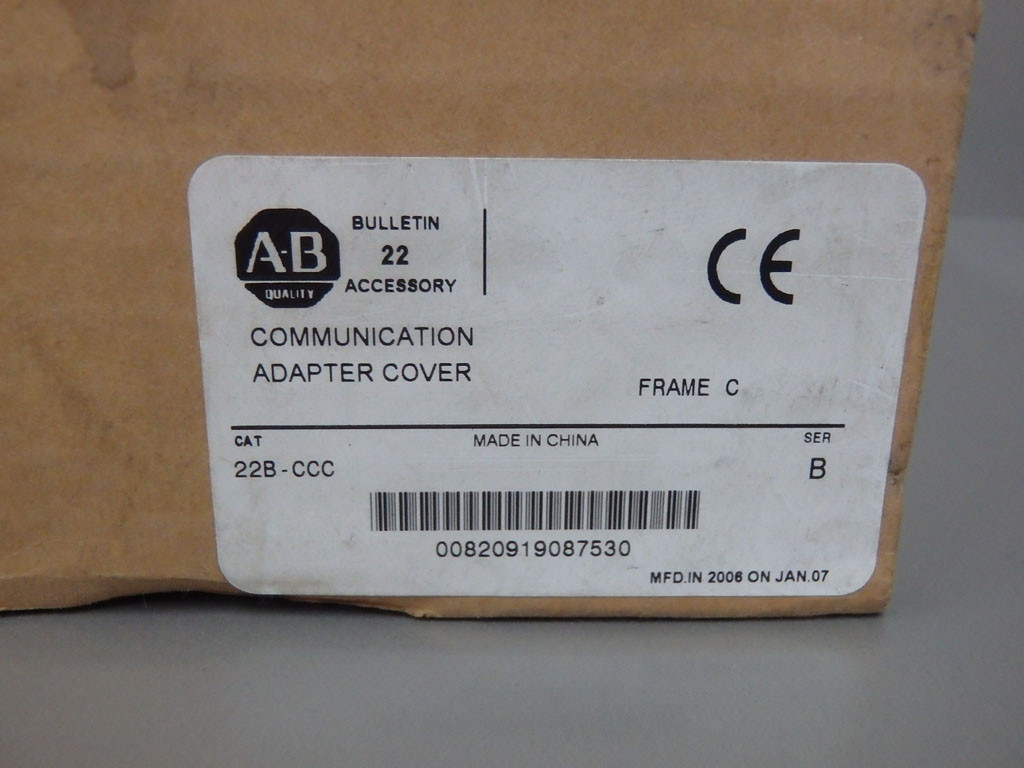 A-B
QUALITY
BULLETIN
22
ACCESSORY
CE
COMMUNICATION
ADAPTER COVER
FRAME C
CAT
MADE IN CHINA
SER
22B-CCC
B
00820919087530
MFD.IN 2006 ON JAN.07